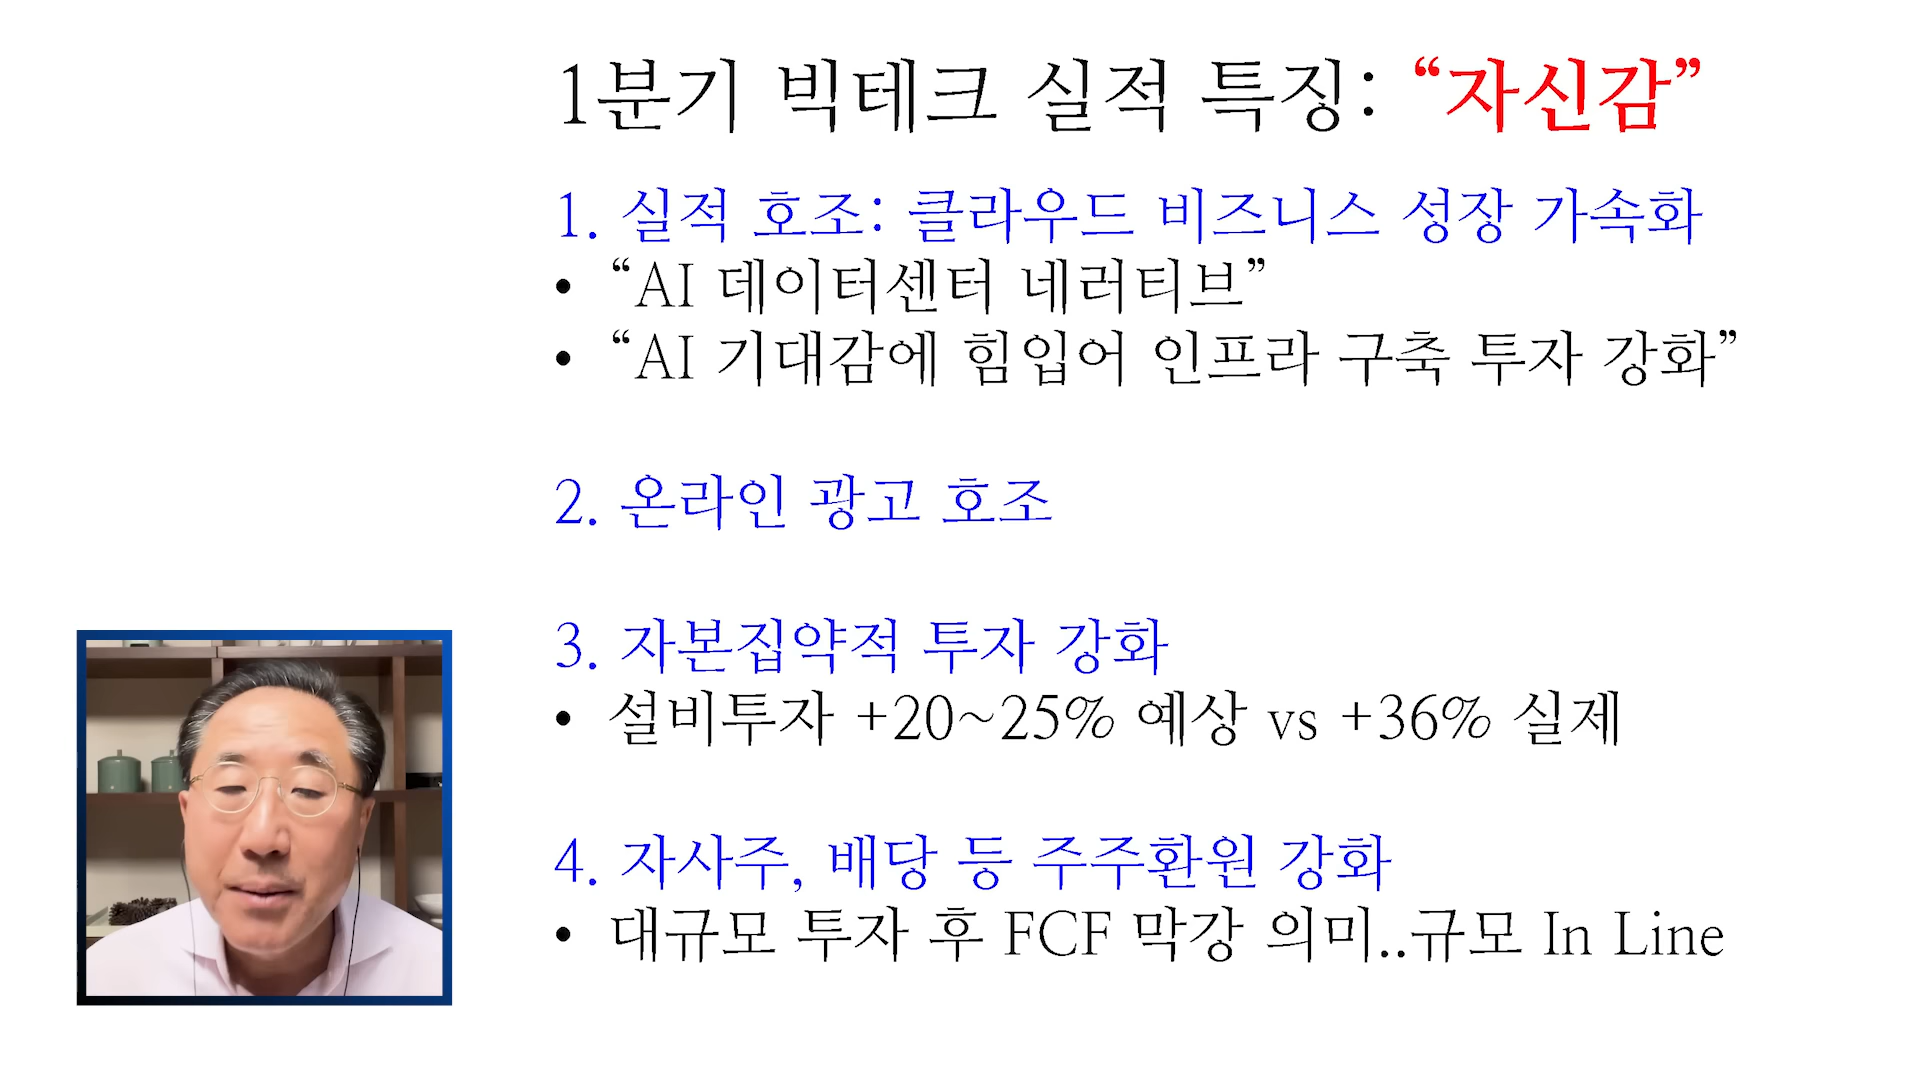 1분기 빅테크 실적 특징: “자신감”
1. 실적 호조: 클라우드 비즈니스 성장 가속화
• “AI 데이터센터 네러티브”
• “AI 기대감에 힘입어 인프라 구축 투자 강화”
2. 온라인 광고 호조
3. 자본집약적 투자 강화
• 설비투자 +20~25% 예상 vs +36% 실제
4. 자사주, 배당 등 주주환원 강화
• 대규모 투자 후 FCF 막강 의미..규모 In Line